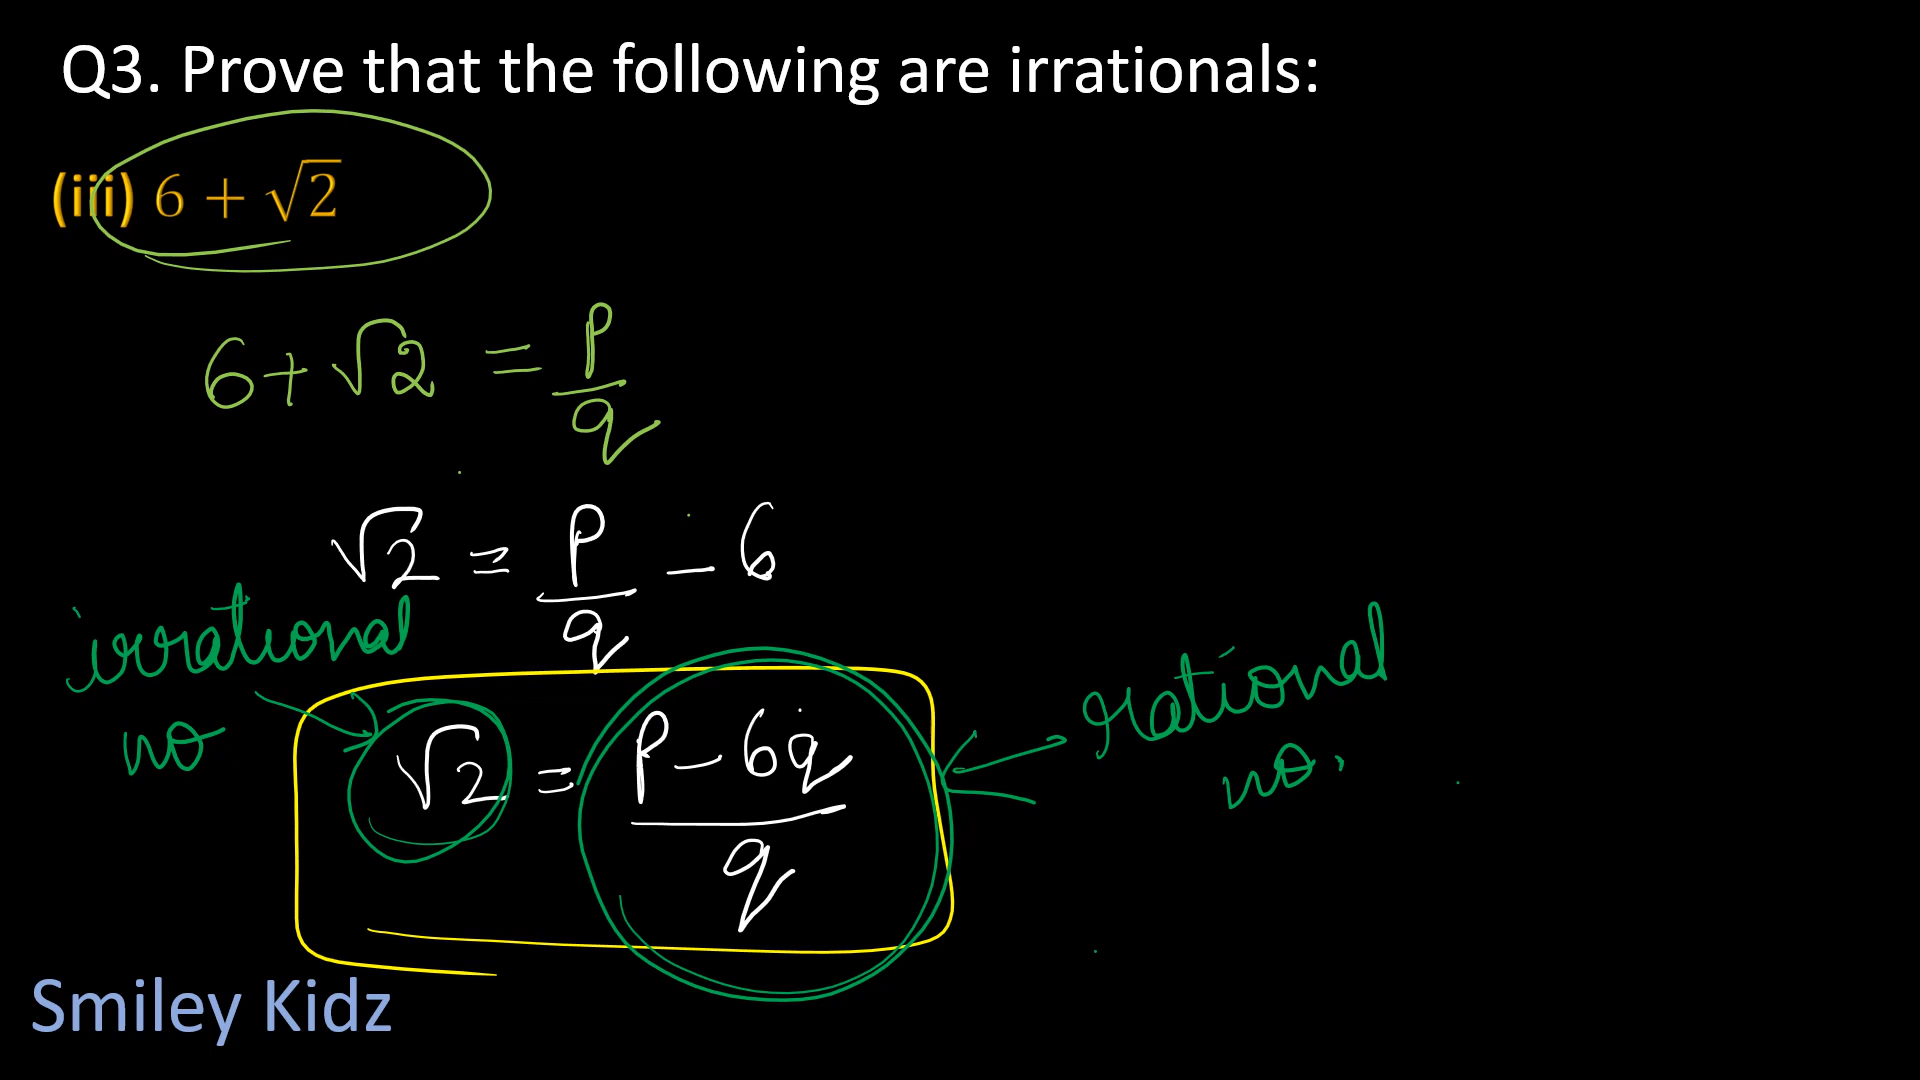 Q3. Prove that the following are irrationals:
(iii) 6 + √2
6+√2 = p/q
√2 = p/q - 6
irrational no
√2 = p-6q/q
rational no.
Smiley Kidz